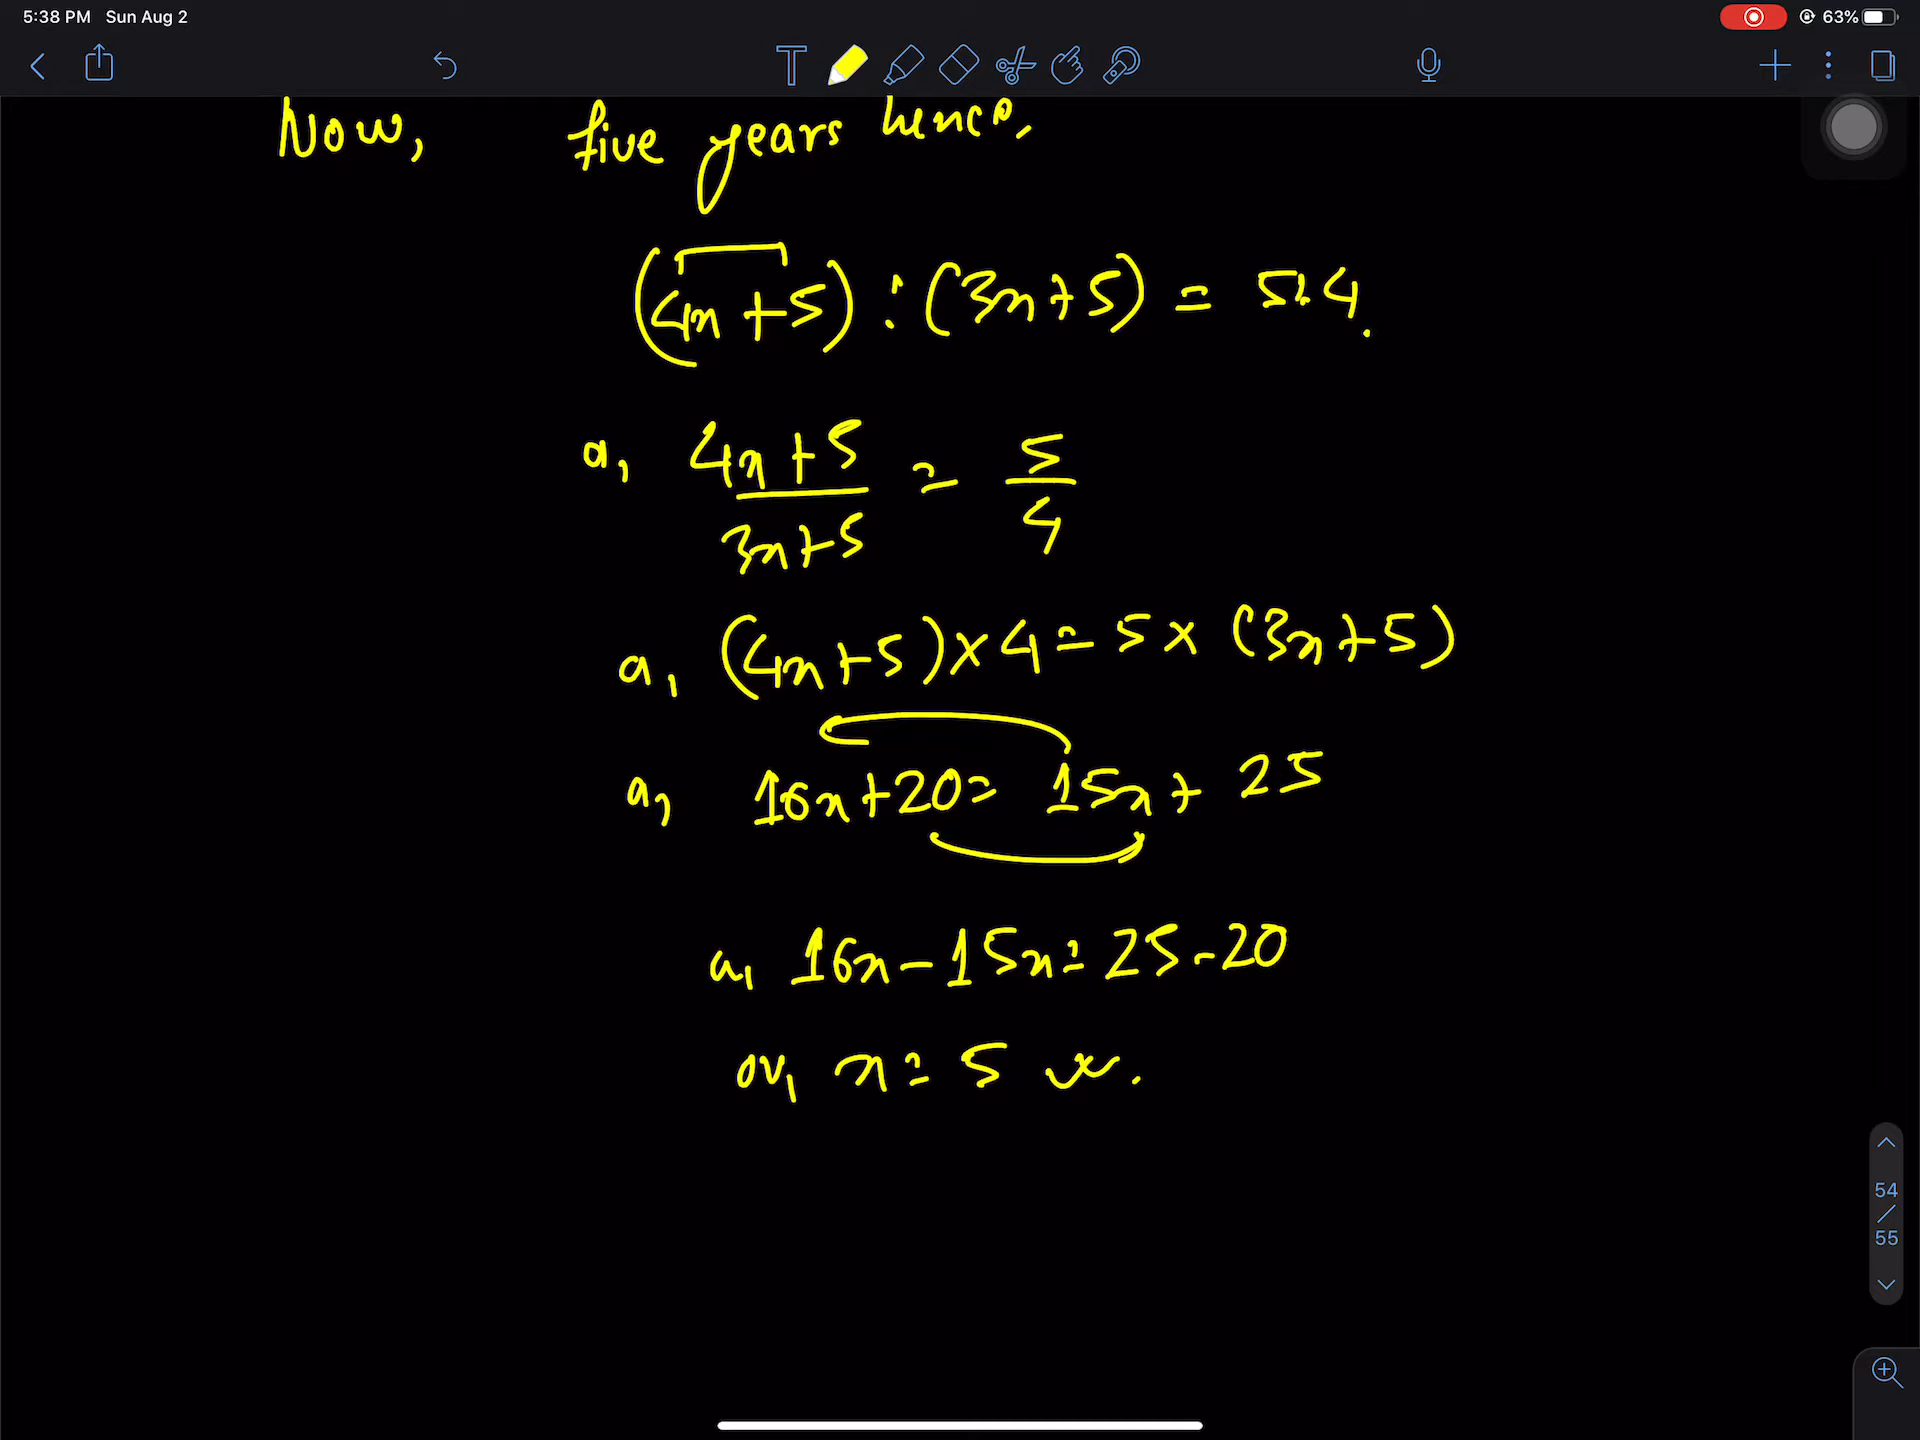 5:38 PM Sun Aug 2
63%
T
Now, five years hence,
(4x+5) : (3x+5) = 5:4.
or, 4x+5 = 5
3x+5 4
or, (4x+5)×4=5×(3x+5)
or, 16x+20= 15x+ 25
or, 16x-15x=25-20
or, x=5
54
/
55